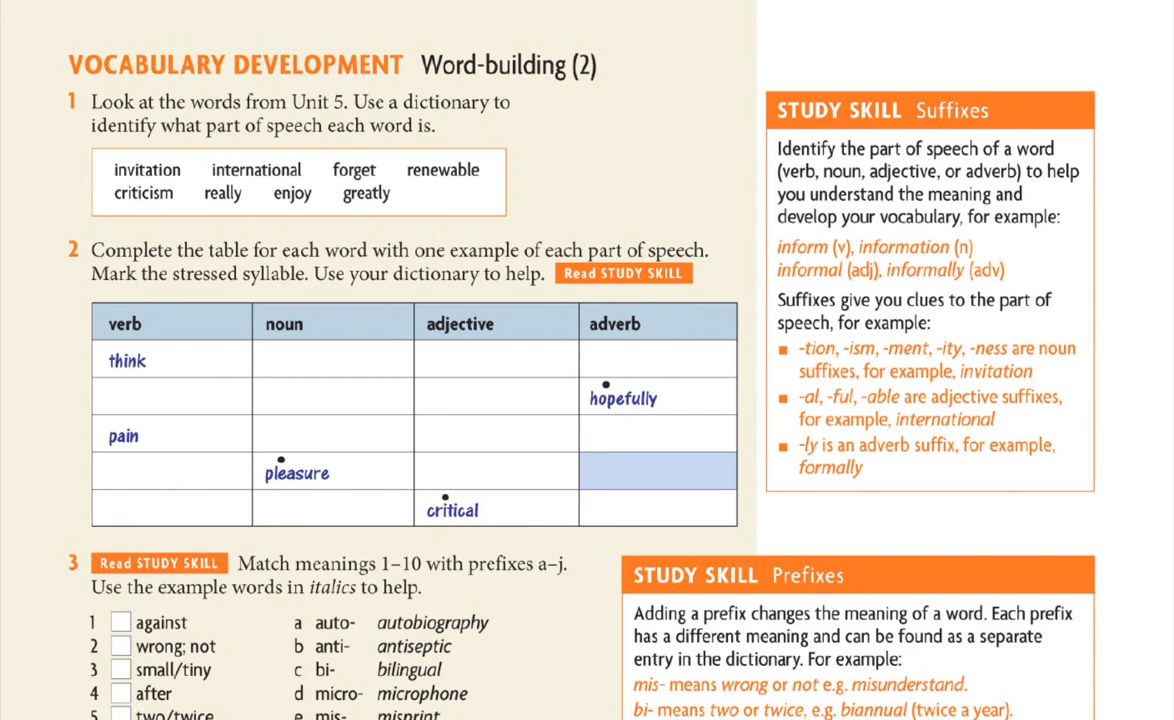 VOCABULARY DEVELOPMENT Word-building (2)
1 Look at the words from Unit 5. Use a dictionary to
identify what part of speech each word is.
invitation international forget renewable
criticism really enjoy greatly
2 Complete the table for each word with one example of each part of speech.
Mark the stressed syllable. Use your dictionary to help. Read STUDY SKILL
verb noun adjective adverb
think
hopefully
pain
pleasure
critical
3 Read STUDY SKILL Match meanings 1–10 with prefixes a–j.
Use the example words in italics to help.
1 against a auto- autobiography
2 wrong; not b anti- antiseptic
3 small/tiny c bi- bilingual
4 after d micro- microphone
5 two/twice e mis- misprint
STUDY SKILL Suffixes
Identify the part of speech of a word
(verb, noun, adjective, or adverb) to help
you understand the meaning and
develop your vocabulary, for example:
inform (v), information (n)
informal (adj), informally (adv)
Suffixes give you clues to the part of
speech, for example:
■ -tion, -ism, -ment, -ity, -ness are noun
suffixes, for example, invitation
■ -al, -ful, -able are adjective suffixes,
for example, international
■ -ly is an adverb suffix, for example,
formally
STUDY SKILL Prefixes
Adding a prefix changes the meaning of a word. Each prefix
has a different meaning and can be found as a separate
entry in the dictionary. For example:
mis- means wrong or not e.g. misunderstand.
bi- means two or twice, e.g. biannual (twice a year).